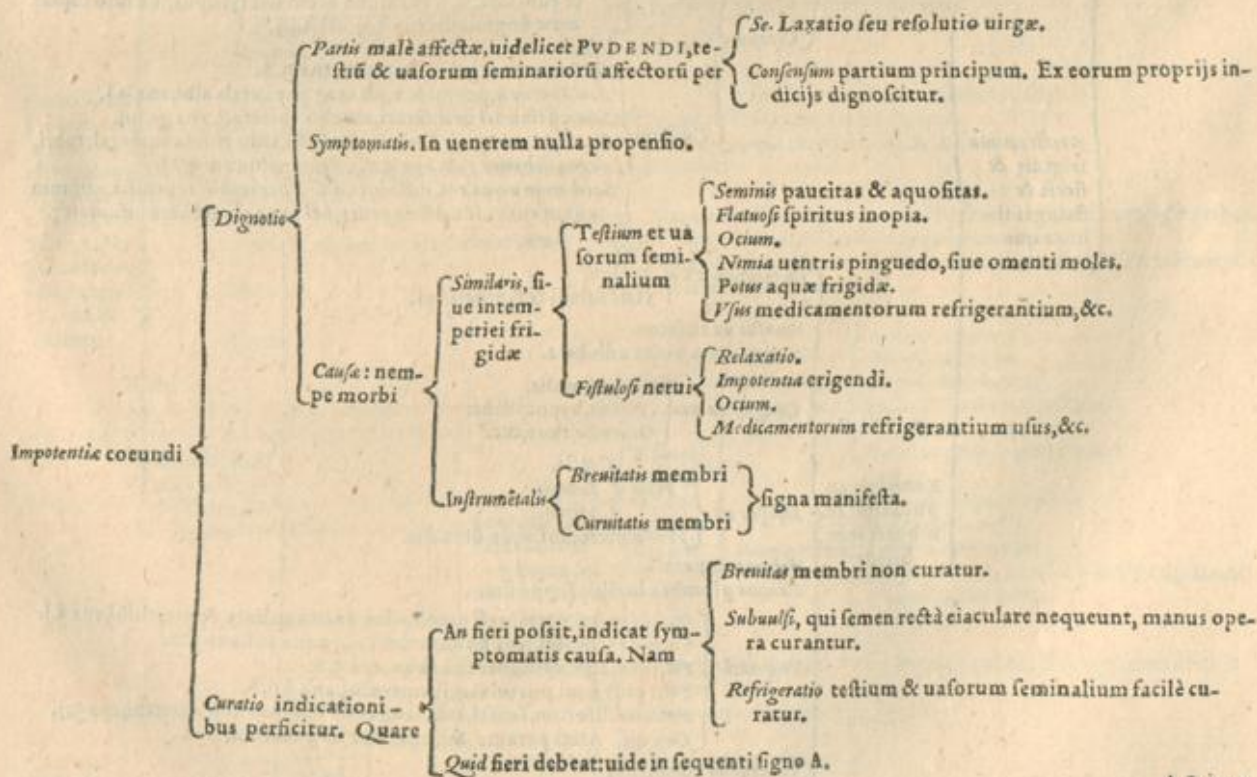 Partis malè affectæ, uidelicet PVDENDI, te-
stiũ & uasorum seminariorũ affectorũ per
Se. Laxatio seu resolutio uirgæ.
Consensum partium principum. Ex eorum proprijs in-
dicijs dignoscitur.
Symptomatis. In uenerem nulla propensio.
Dignotio
Causæ: nem-
pe morbi
Similaris, si-
ue intem-
periei fri-
gidæ
Testium et ua
sorum semi-
nalium
Seminis paucitas & aquositas.
Flatuosi spiritus inopia.
Ocium.
Nimia uentris pinguedo, siue omenti moles.
Potus aquæ frigidæ.
Vsus medicamentorum refrigerantium, &c.
Fistulosi nerui
Relaxatio.
Impotentia erigendi.
Ocium.
Medicamentorum refrigerantium usus, &c.
Instrumẽtalis
Breuitatis membri
Curuitatis membri
signa manifesta.
Impotentiæ coeundi
Curatio indicationi-
bus perficitur. Quare
An fieri possit, indicat sym-
ptomatis causa. Nam
Breuitas membri non curatur.
Subuulsi, qui semen rectà eiaculare nequeunt, manus ope
ra curantur.
Refrigeratio testium & uasorum seminalium facilè cu-
ratur.
Quid fieri debeat: uide in sequenti signo A.